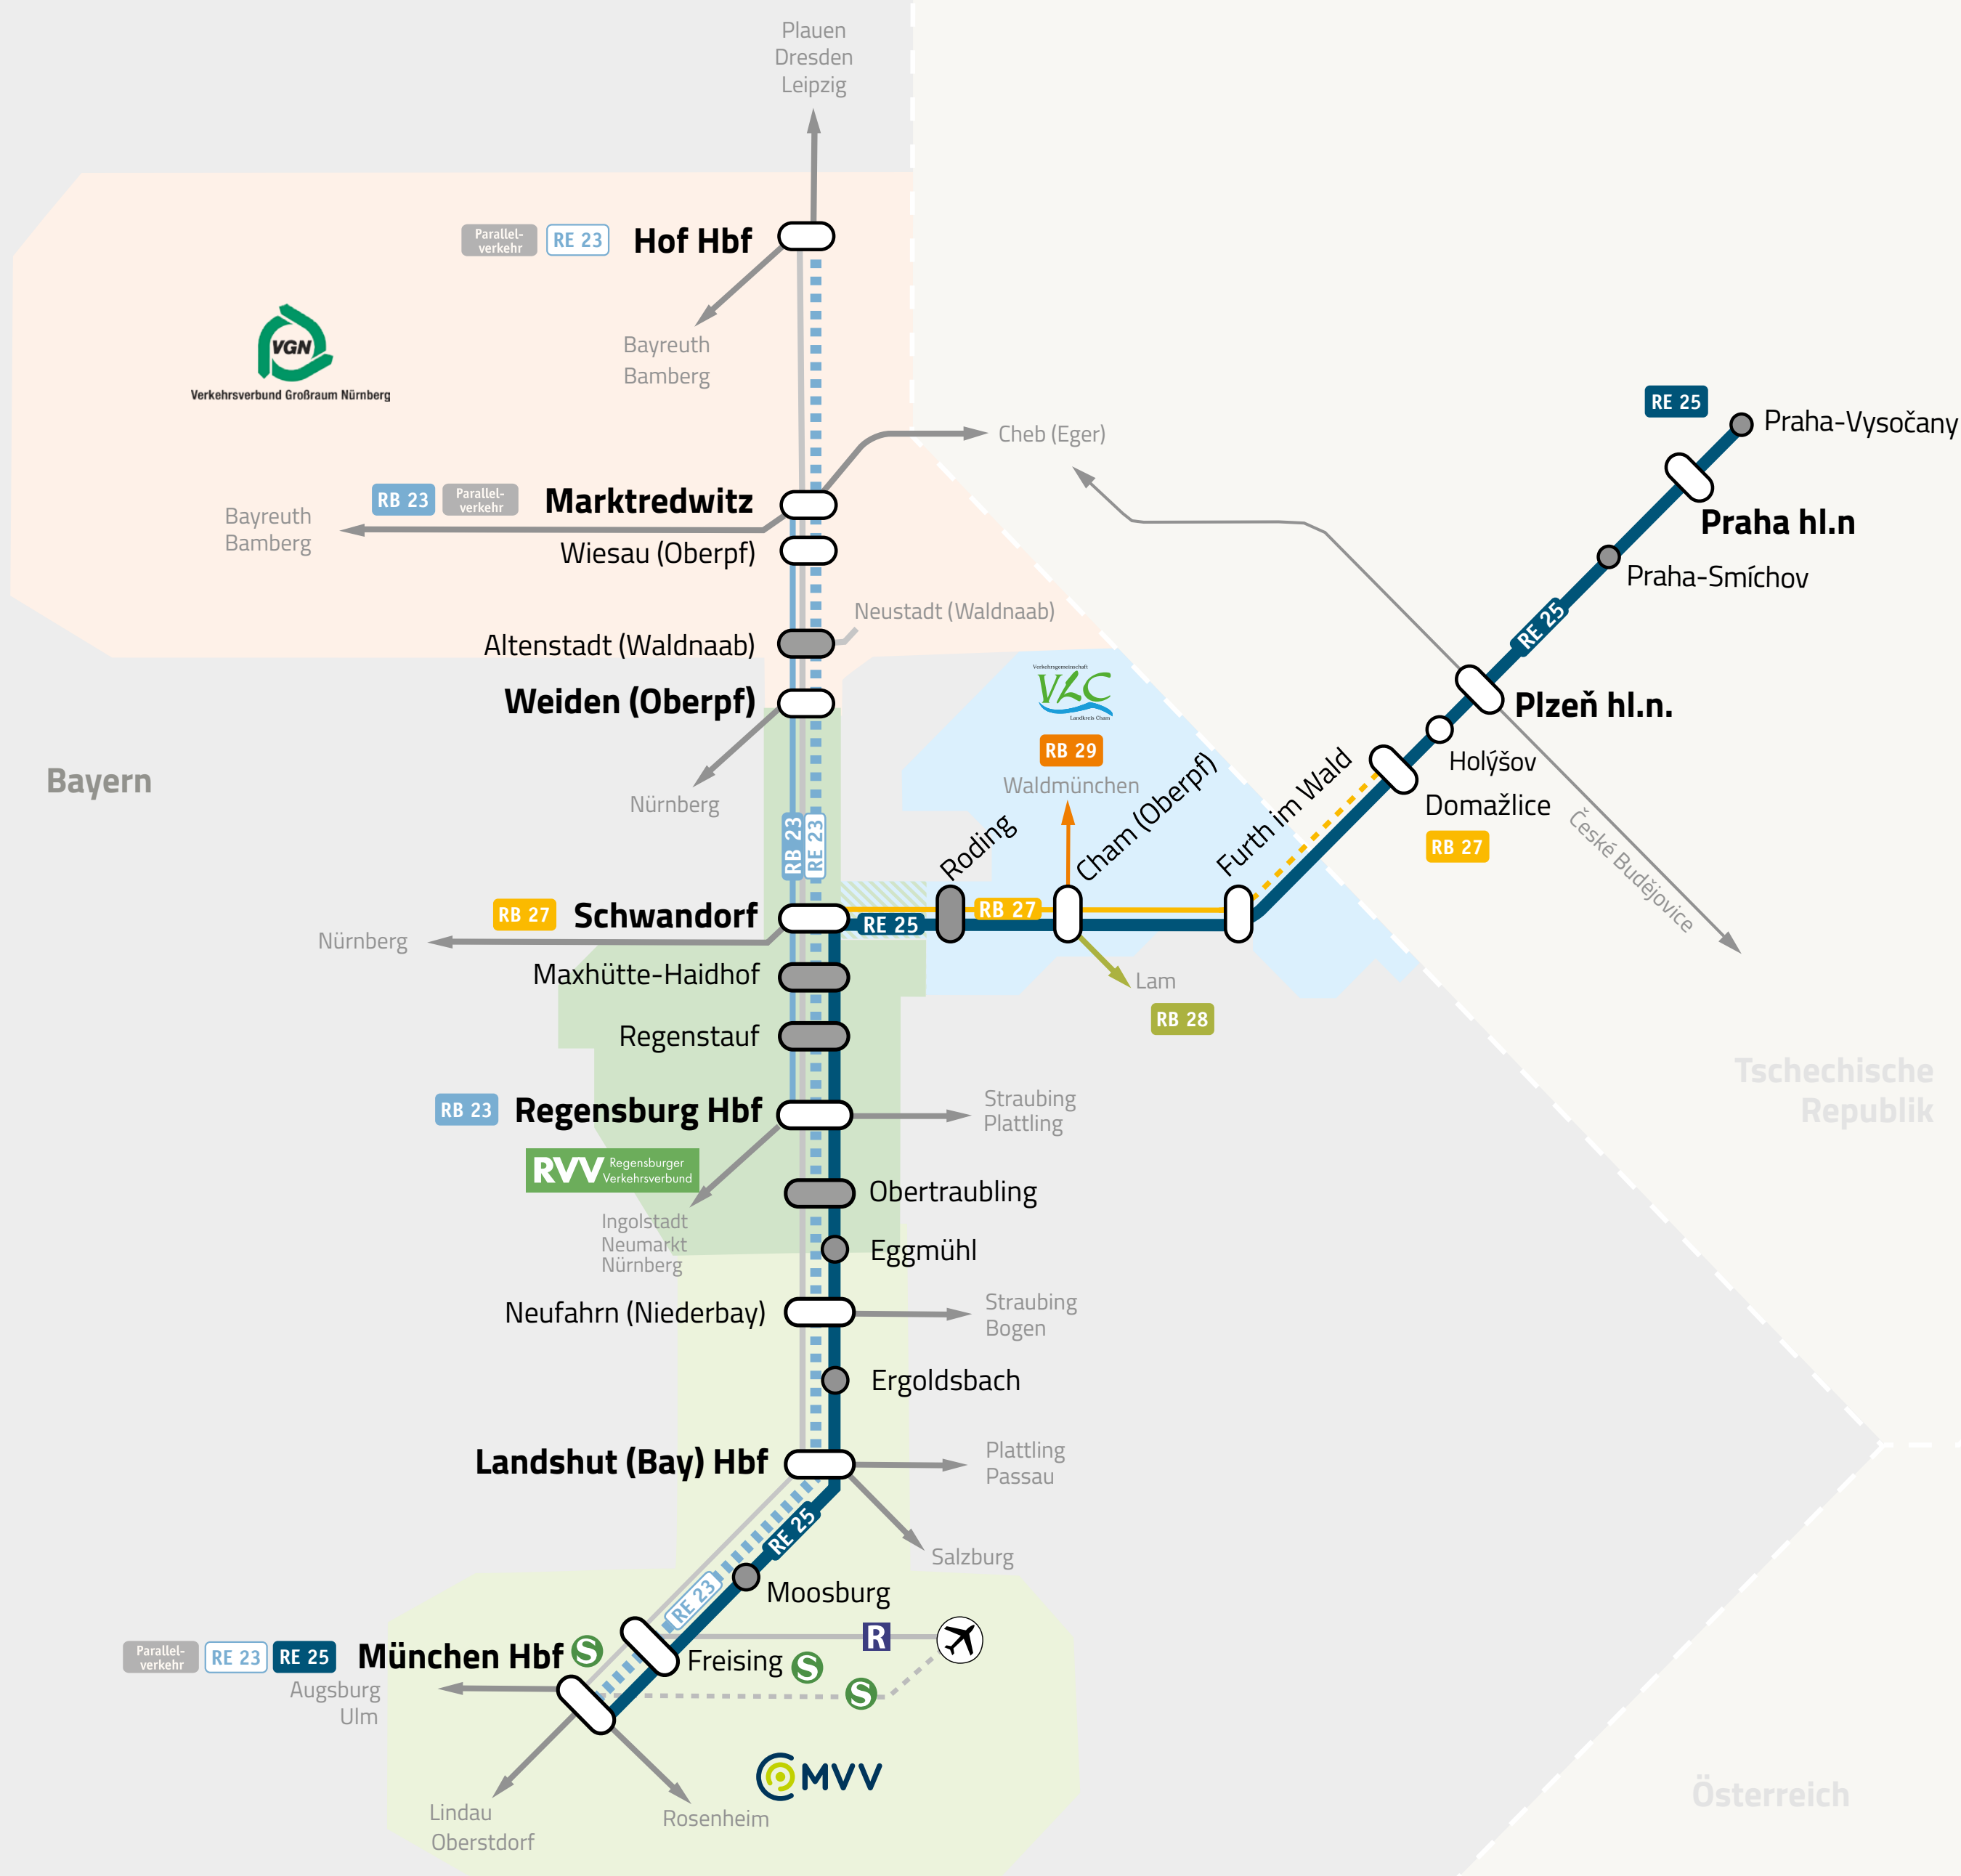 Plauen
Dresden
Leipzig
Parallel-
verkehr
RE 23
Hof Hbf
Bayreuth
Bamberg
VGN
Verkehrsverbund Großraum Nürnberg
RE 25
Praha-Vysočany
Praha hl.n
Praha-Smíchov
RE 25
Cheb (Eger)
RB 23
Parallel-
verkehr
Marktredwitz
Bayreuth
Bamberg
Wiesau (Oberpf)
Neustadt (Waldnaab)
Altenstadt (Waldnaab)
Weiden (Oberpf)
Nürnberg
Verkehrsgemeinschaft
VLC
Landkreis Cham
RB 29
Waldmünchen
Plzeň hl.n.
Holýšov
Domažlice
RB 27
České Budějovice
Bayern
RB 23
RE 23
Roding
Cham (Oberpf)
Furth im Wald
RB 27
Schwandorf
RE 25
RB 27
Nürnberg
Maxhütte-Haidhof
Lam
RB 28
Regenstauf
Tschechische
Republik
RB 23
Regensburg Hbf
Straubing
Plattling
RVV
Regensburger
Verkehrsverbund
Ingolstadt
Neumarkt
Nürnberg
Obertraubling
Eggmühl
Neufahrn (Niederbay)
Straubing
Bogen
Ergoldsbach
Landshut (Bay) Hbf
Plattling
Passau
RE 25
Salzburg
RE 23
Moosburg
R
Parallel-
verkehr
RE 23
RE 25
München Hbf
S
Freising
S
S
Augsburg
Ulm
MVV
Lindau
Oberstdorf
Rosenheim
Österreich